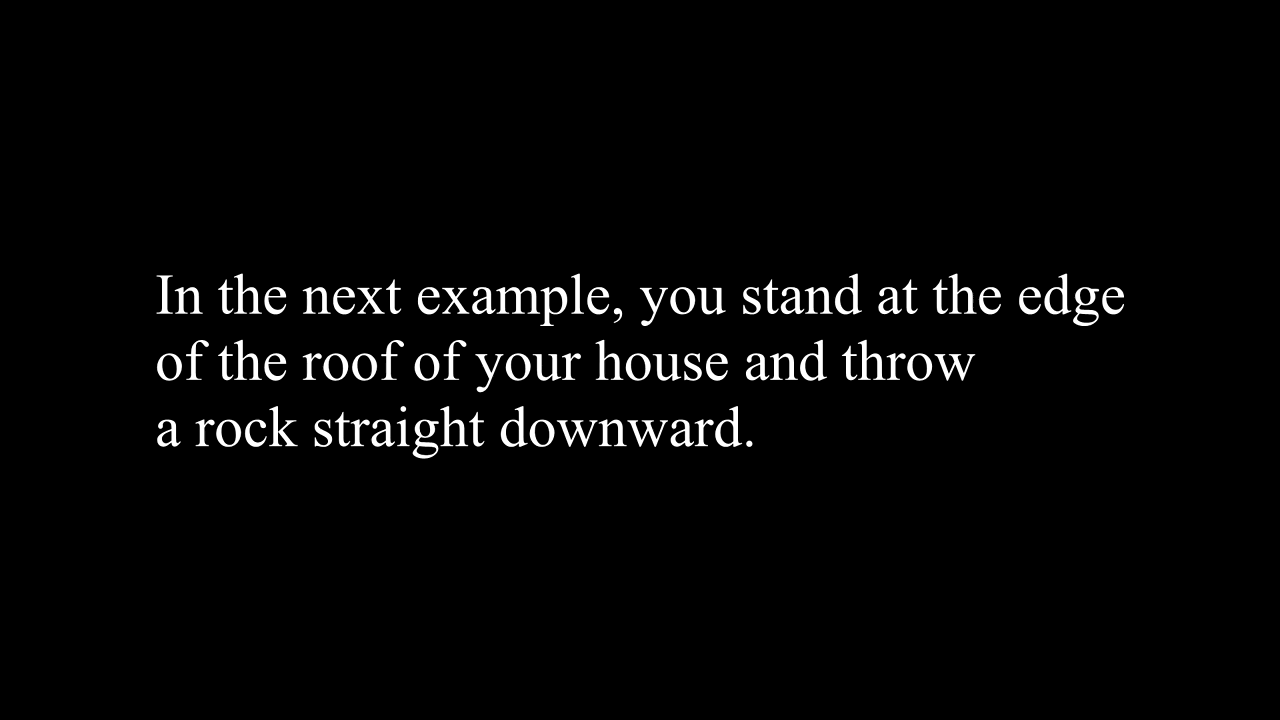 In the next example, you stand at the edge
of the roof of your house and throw
a rock straight downward.